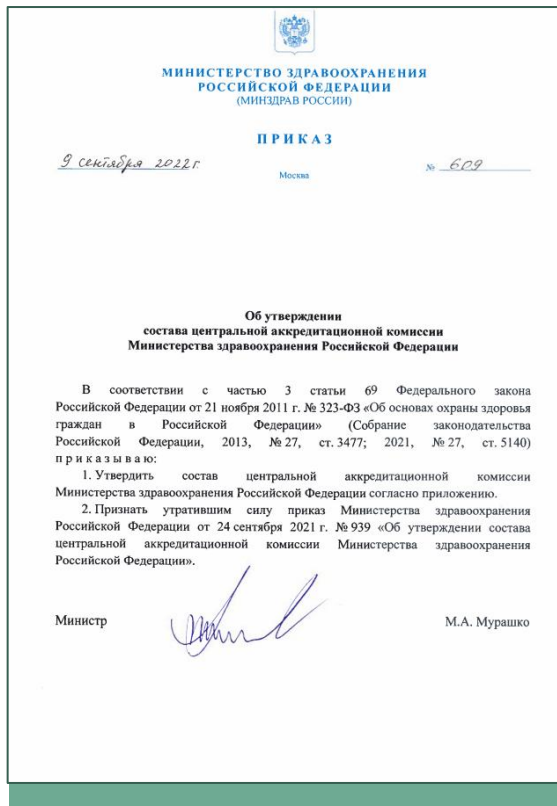 МИНИСТЕРСТВО ЗДРАВООХРАНЕНИЯ
РОССИЙСКОЙ ФЕДЕРАЦИИ
(МИНЗДРАВ РОССИИ)
ПРИКАЗ
9 сентября 2022 г.
Москва
№ 609
Об утверждении
состава центральной аккредитационной комиссии
Министерства здравоохранения Российской Федерации
В соответствии с частью 3 статьи 69 Федерального закона
Российской Федерации от 21 ноября 2011 г. № 323-ФЗ «Об основах охраны здоровья
граждан в Российской Федерации» (Собрание законодательства
Российской Федерации, 2013, № 27, ст. 3477; 2021, № 27, ст. 5140)
приказываю:
1. Утвердить состав центральной аккредитационной комиссии
Министерства здравоохранения Российской Федерации согласно приложению.
2. Признать утратившим силу приказ Министерства здравоохранения
Российской Федерации от 24 сентября 2021 г. № 939 «Об утверждении состава
центральной аккредитационной комиссии Министерства здравоохранения
Российской Федерации».
Министр
М.А. Мурашко